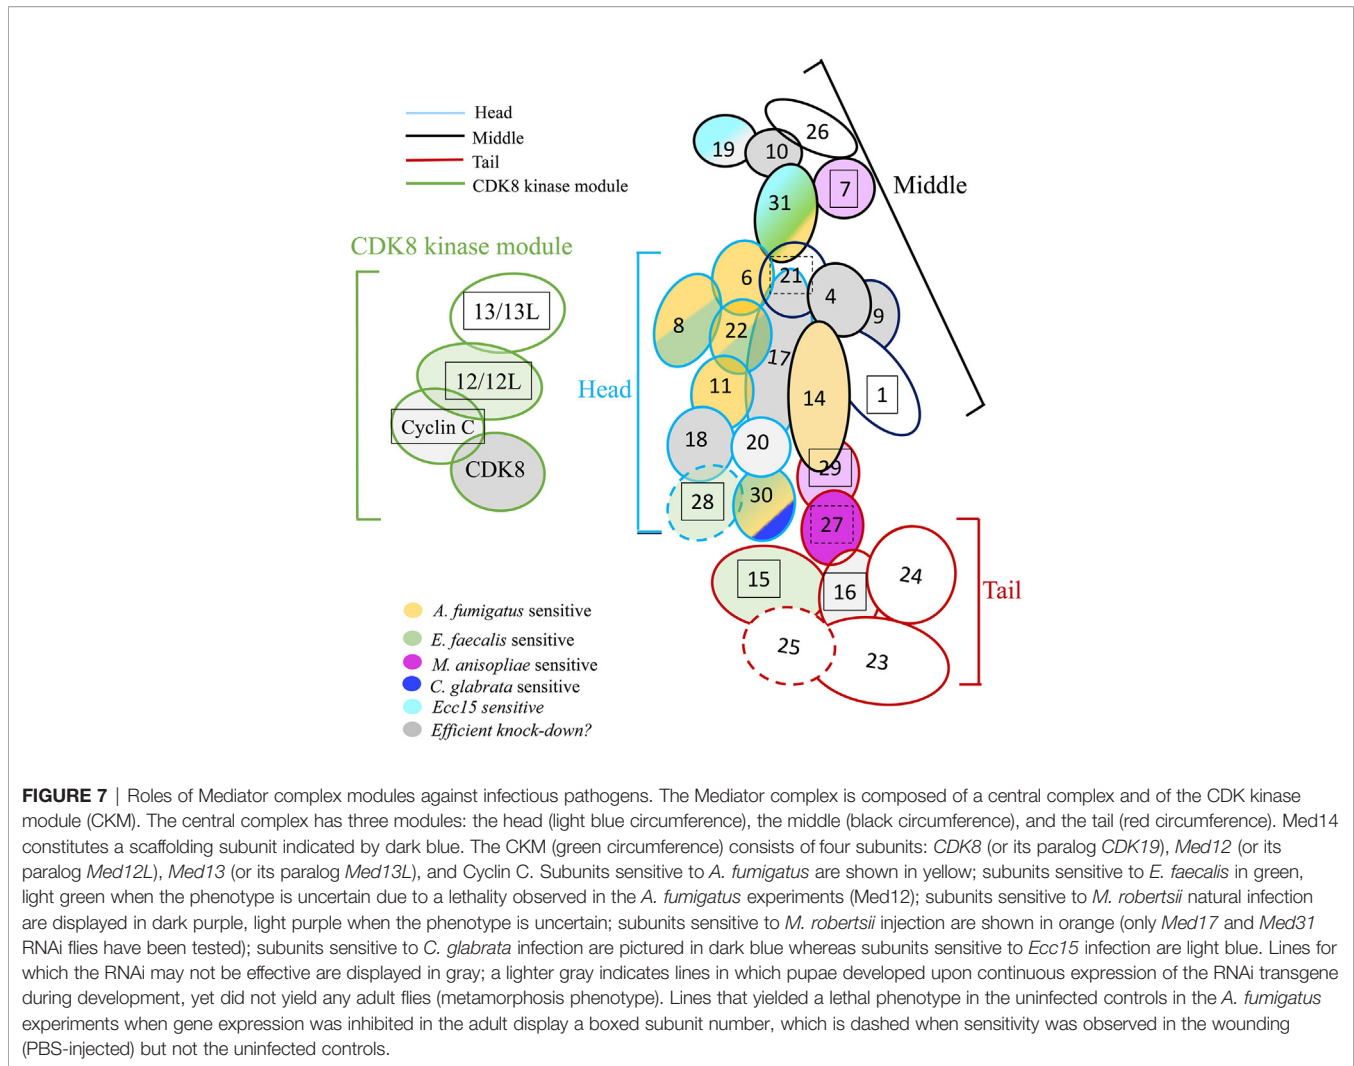 Head
Middle
Tail
CDK8 kinase module
CDK8 kinase module
13/13L
12/12L
Cyclin C
CDK8
26
19
10
7
Middle
31
6
21
4
9
8
22
17
Head
11
14
1
18
20
29
28
30
27
15
16
24
Tail
25
23
A. fumigatus sensitive
E. faecalis sensitive
M. anisopliae sensitive
C. glabrata sensitive
Ecc15 sensitive
Efficient knock-down?
FIGURE 7 | Roles of Mediator complex modules against infectious pathogens. The Mediator complex is composed of a central complex and of the CDK kinase
module (CKM). The central complex has three modules: the head (light blue circumference), the middle (black circumference), and the tail (red circumference). Med14
constitutes a scaffolding subunit indicated by dark blue. The CKM (green circumference) consists of four subunits: CDK8 (or its paralog CDK19), Med12 (or its
paralog Med12L), Med13 (or its paralog Med13L), and Cyclin C. Subunits sensitive to A. fumigatus are shown in yellow; subunits sensitive to E. faecalis in green,
light green when the phenotype is uncertain due to a lethality observed in the A. fumigatus experiments (Med12); subunits sensitive to M. robertsii natural infection
are displayed in dark purple, light purple when the phenotype is uncertain; subunits sensitive to M. robertsii injection are shown in orange (only Med17 and Med31
RNAi flies have been tested); subunits sensitive to C. glabrata infection are pictured in dark blue whereas subunits sensitive to Ecc15 infection are light blue. Lines for
which the RNAi may not be effective are displayed in gray; a lighter gray indicates lines in which pupae developed upon continuous expression of the RNAi transgene
during development, yet did not yield any adult flies (metamorphosis phenotype). Lines that yielded a lethal phenotype in the uninfected controls in the A. fumigatus
experiments when gene expression was inhibited in the adult display a boxed subunit number, which is dashed when sensitivity was observed in the wounding
(PBS-injected) but not the uninfected controls.